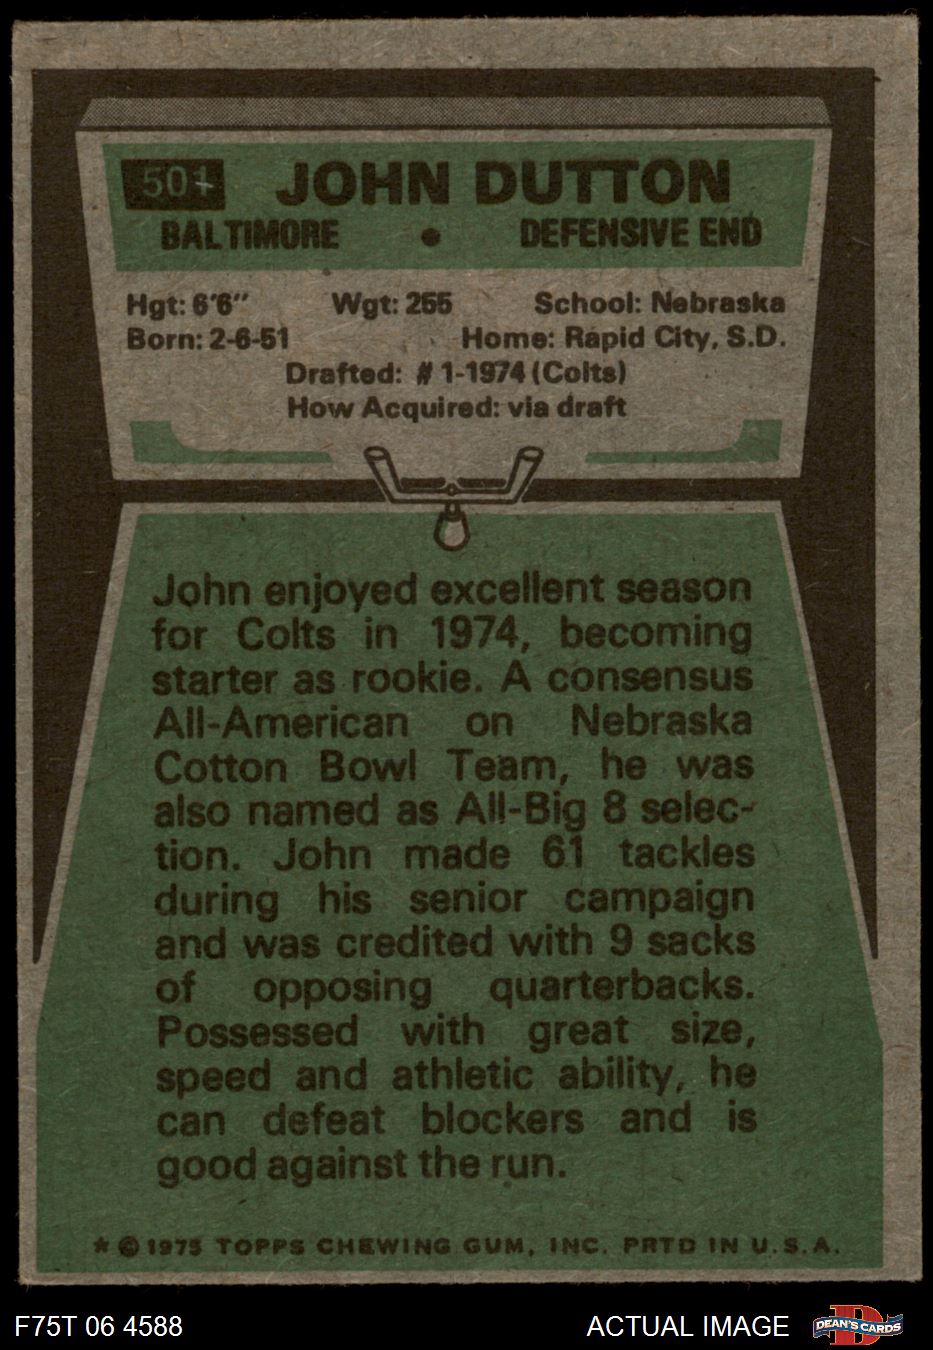 501 JOHN DUTTON
BALTIMORE • DEFENSIVE END
Hgt: 6'6" Wgt: 255 School: Nebraska
Born: 2-6-51 Home: Rapid City, S.D.
Drafted: #1-1974 (Colts)
How Acquired: via draft
John enjoyed excellent season
for Colts in 1974, becoming
starter as rookie. A consensus
All-American on Nebraska
Cotton Bowl Team, he was
also named as All-Big 8 selec-
tion. John made 61 tackles
during his senior campaign
and was credited with 9 sacks
of opposing quarterbacks.
Possessed with great size,
speed and athletic ability, he
can defeat blockers and is
good against the run.
* © 1975 TOPPS CHEWING GUM, INC. PRTD IN U.S.A.
F75T 06 4588 ACTUAL IMAGE DEAN'S CARDS